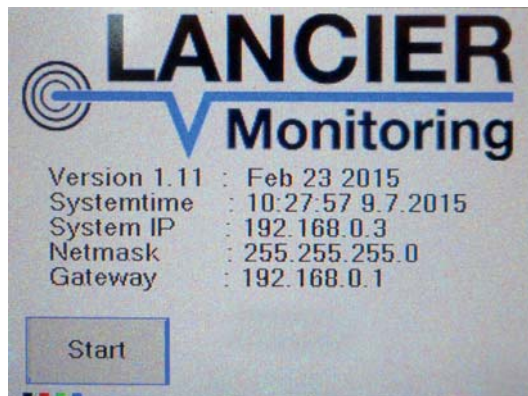 LANCIER
Monitoring
Version 1.11 : Feb 23 2015
Systemtime : 10:27:57 9.7.2015
System IP : 192.168.0.3
Netmask : 255.255.255.0
Gateway : 192.168.0.1
Start